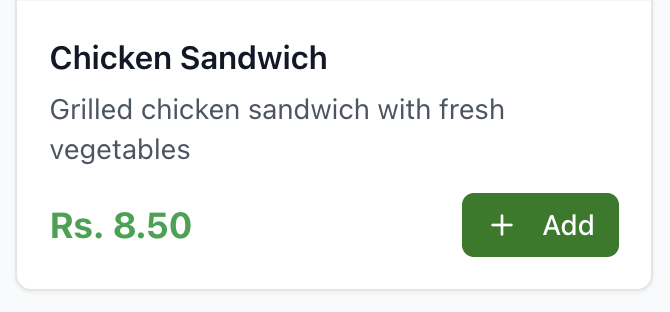 Chicken Sandwich
Grilled chicken sandwich with fresh
vegetables
Rs. 8.50
+ Add